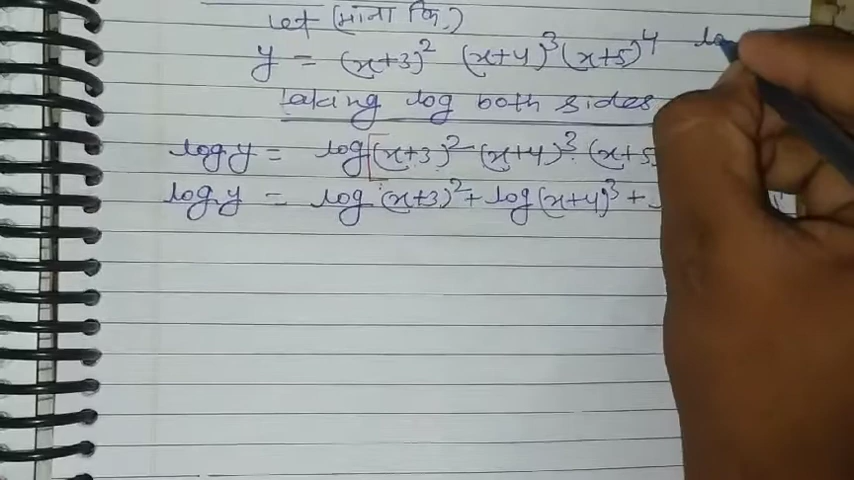 let (माना कि)
y = (x+3)² (x+4)³ (x+5)⁴ lo
taking log both sides
log y = log [(x+3)² (x+4)³ (x+5
log y = log (x+3)² + log (x+4)³ +